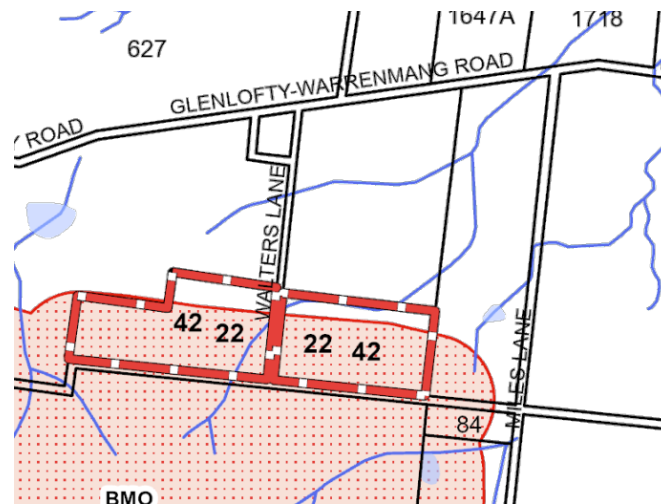 1647A
1718
627
GLENLOFTY-WARRENMANG ROAD
Y ROAD
WALTERS LANE
42 22
22 42
MILES LANE
84
BMO